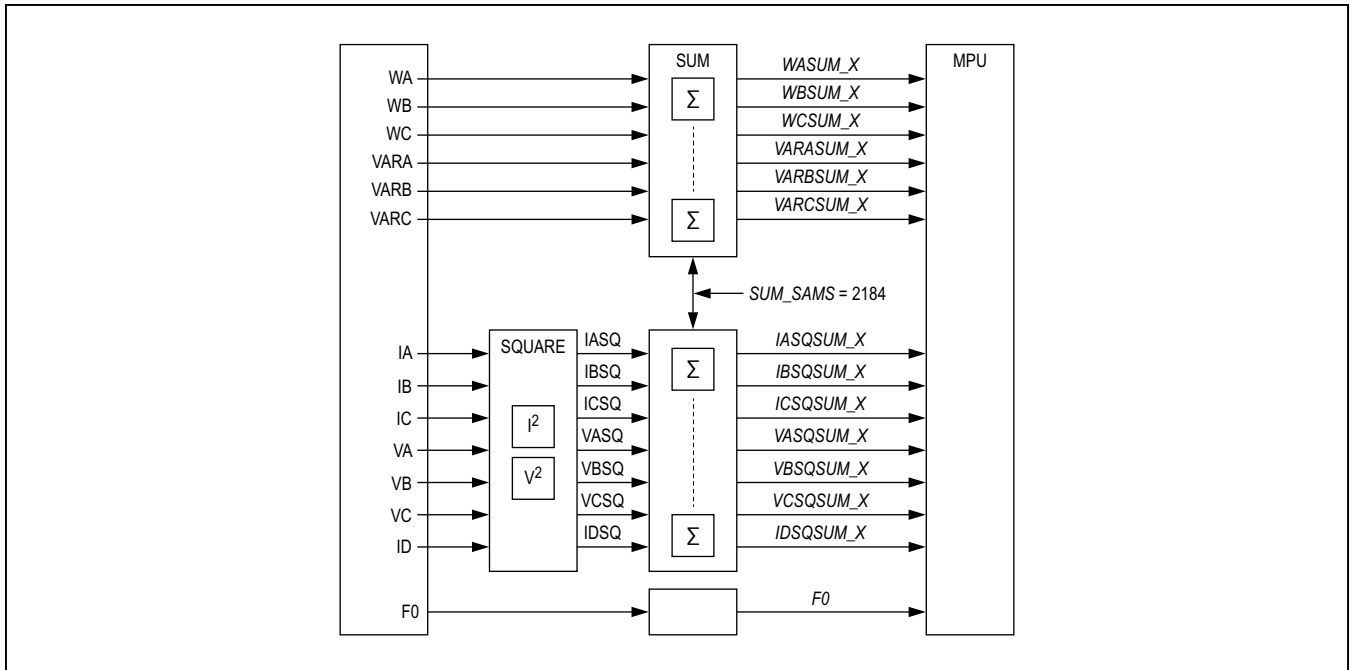 SUM
MPU
WA
WASUM_X
Σ
WB
WBSUM_X
WC
WCSUM_X
VARA
VARASUM_X
VARB
VARBSUM_X
VARC
VARCSUM_X
Σ
SUM_SAMS = 2184
SQUARE
IA
IASQ
IASQSUM_X
Σ
IB
IBSQ
IBSQSUM_X
IC
ICSQ
ICSQSUM_X
I²
VA
VASQ
VASQSUM_X
V²
VB
VBSQ
VBSQSUM_X
VC
VCSQ
VCSQSUM_X
ID
IDSQ
IDSQSUM_X
Σ
F0
F0